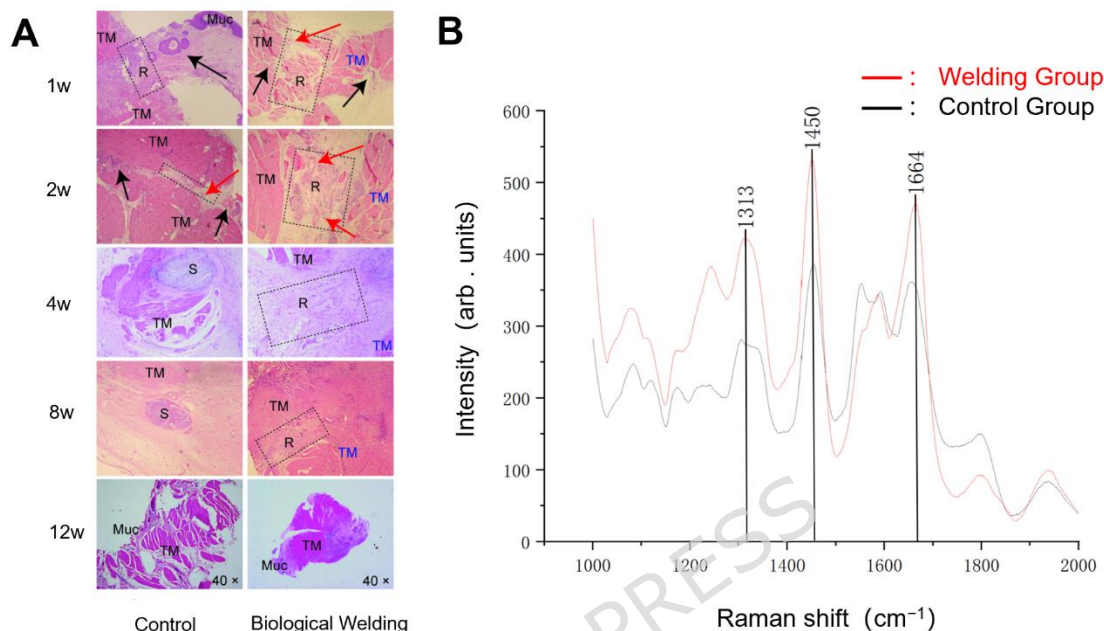 A
1w
TM
Muc
R
TM
TM
TM
R
2w
TM
TM
TM
R
TM
4w
S
TM
TM
R
TM
8w
TM
S
TM
R
TM
12w
Muc
TM
40 ×
TM
Muc
40 ×
Control
Biological Welding
B
: Welding Group
: Control Group
Intensity (arb . units)
600
500
400
300
200
100
0
1313
1450
1664
1000
1200
1400
1600
1800
2000
Raman shift (cm⁻¹)
PRESS